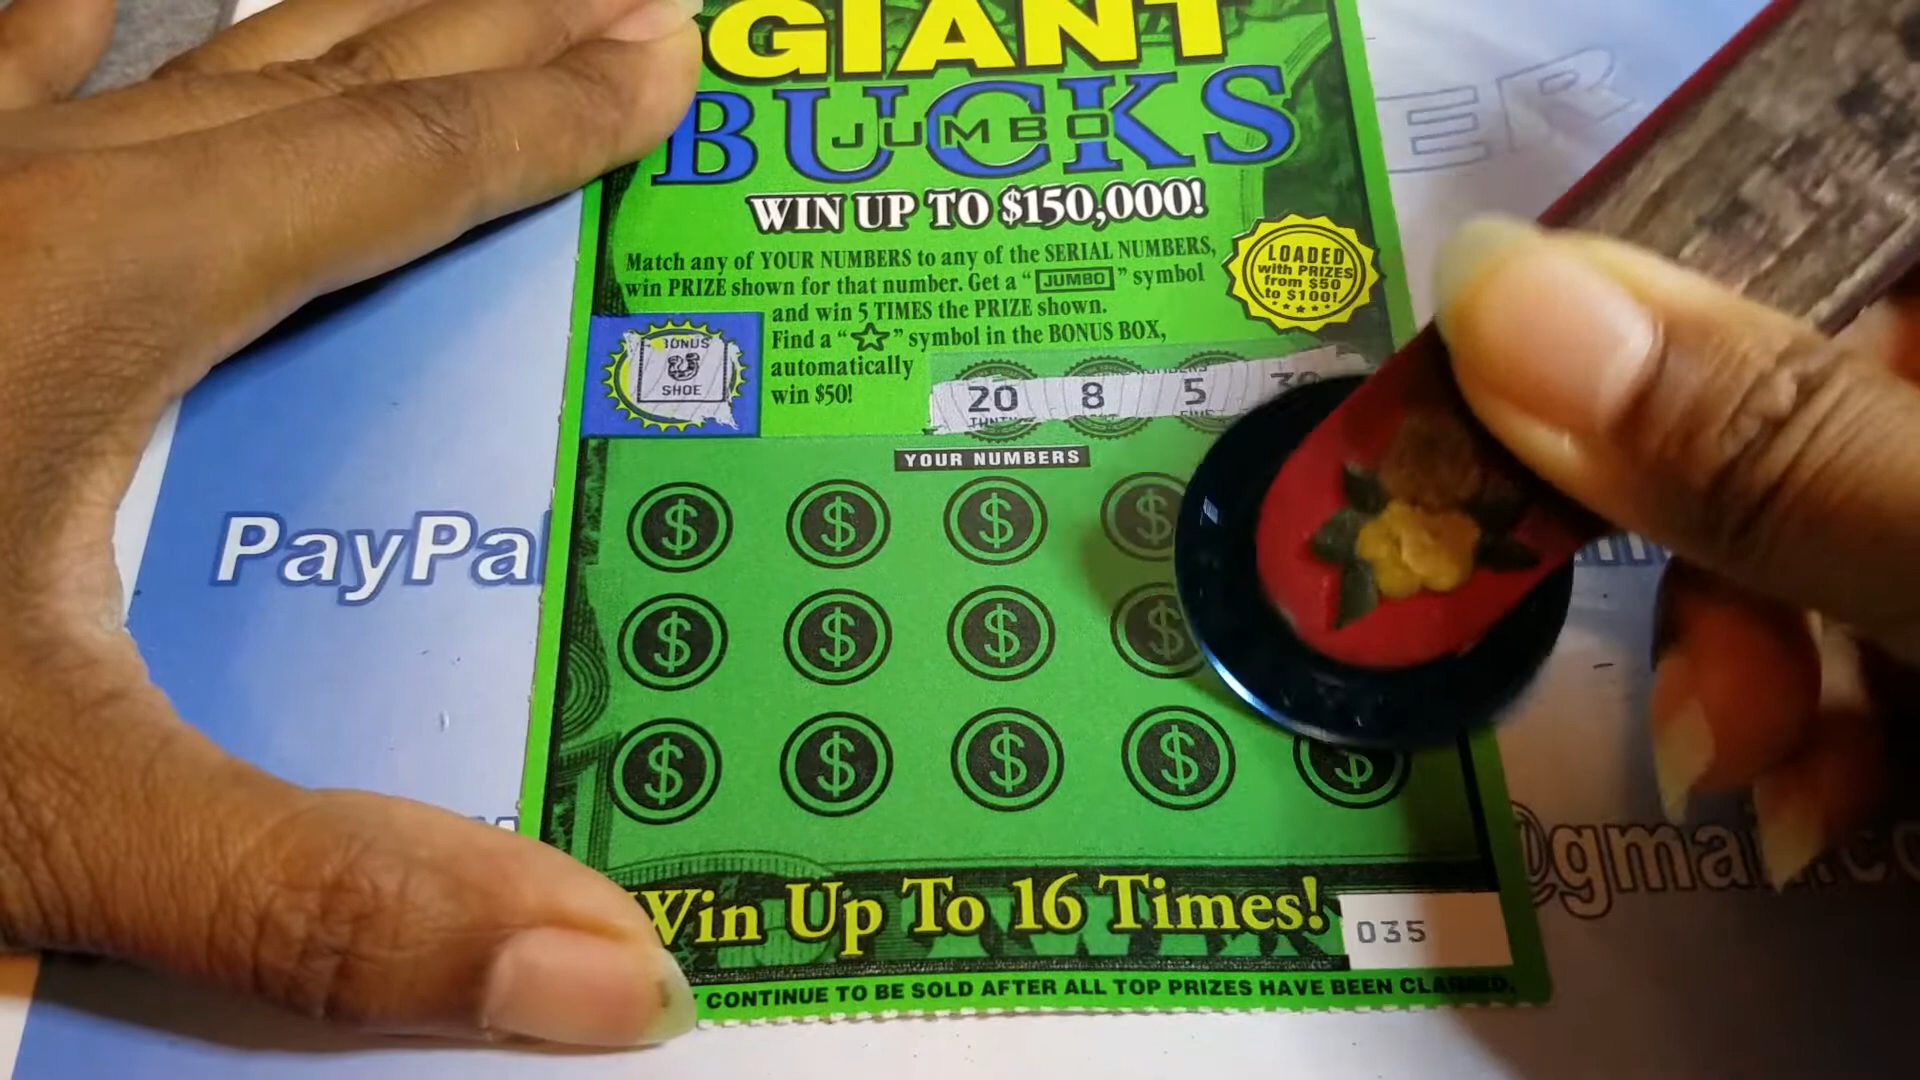 GIANT
JUMBO
BUCKS
WIN UP TO $150,000!
Match any of YOUR NUMBERS to any of the SERIAL NUMBERS,
win PRIZE shown for that number. Get a "JUMBO" symbol
and win 5 TIMES the PRIZE shown.
Find a "☆" symbol in the BONUS BOX,
automatically
win $50!
LOADED
with PRIZES
from $50
to $100!
BONUS
SHOE
20 8 5
YOUR NUMBERS
$ $ $ $
$ $ $ $
$ $ $ $ $
Win Up To 16 Times!
035
CONTINUE TO BE SOLD AFTER ALL TOP PRIZES HAVE BEEN CLAIMED.
PayPa
ER
@gmail.co